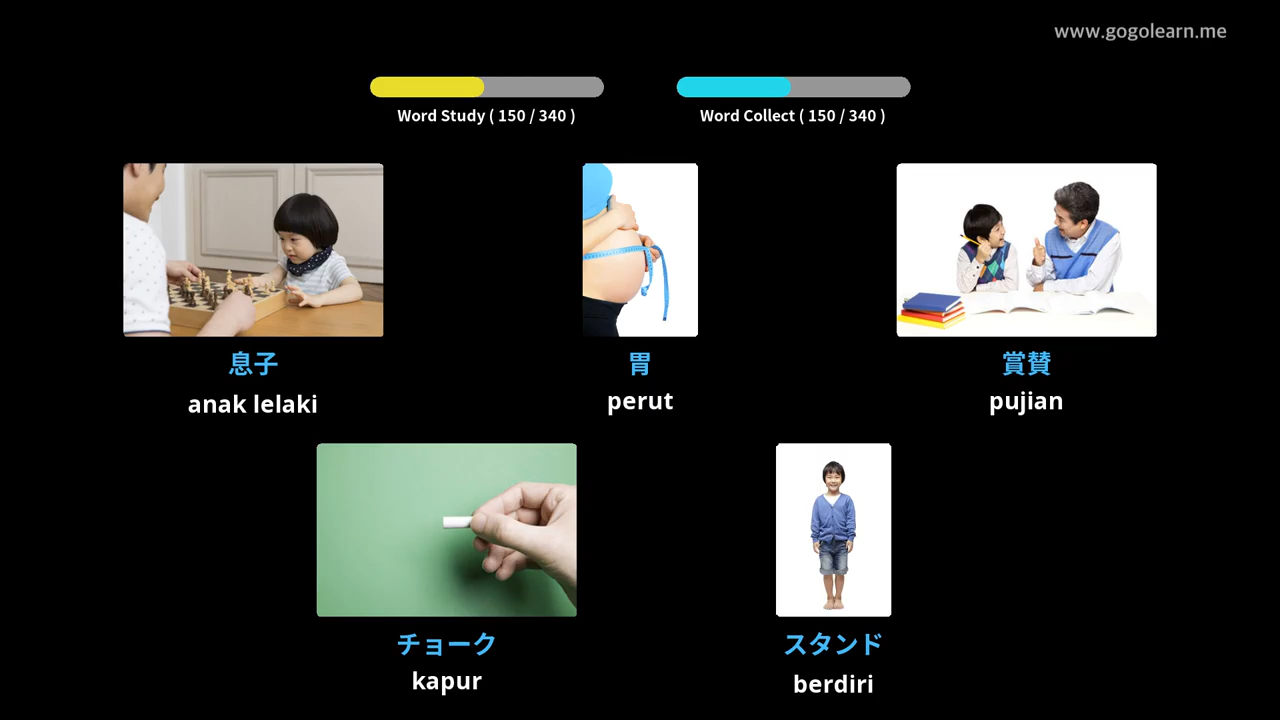 www.gogolearn.me
Word Study ( 150 / 340 )
Word Collect ( 150 / 340 )
息子
anak lelaki
胃
perut
賞賛
pujian
チョーク
kapur
スタンド
berdiri